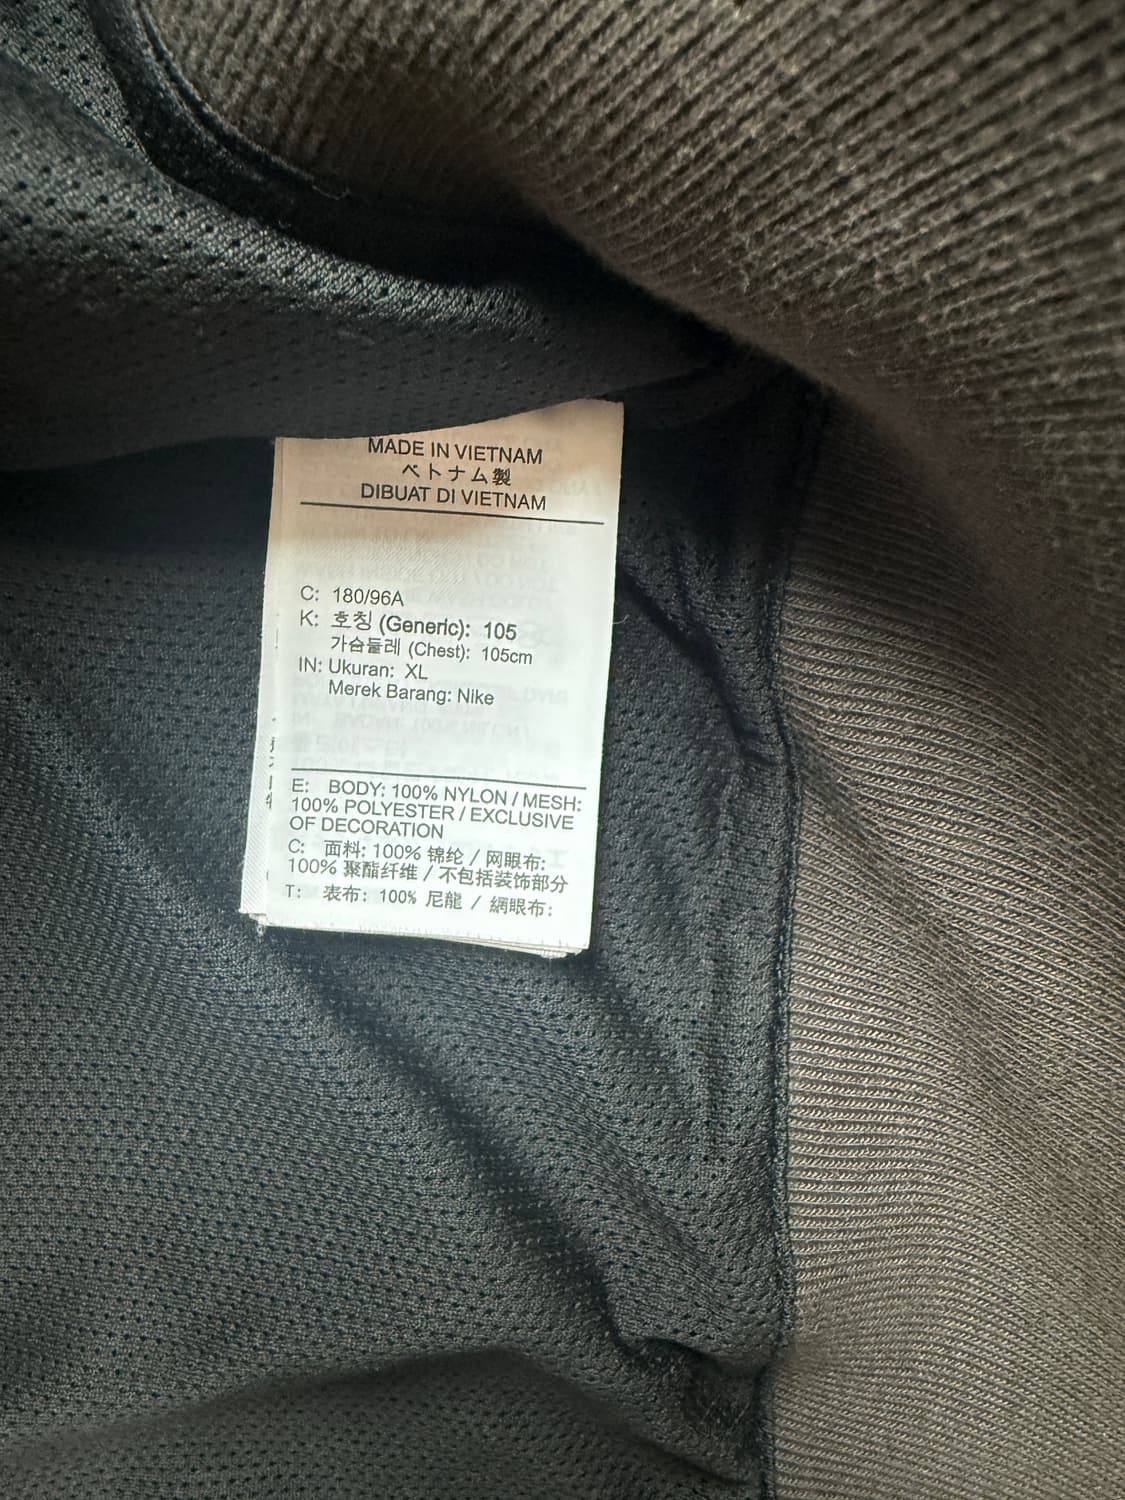 MADE IN VIETNAM
ベトナム製
DIBUAT DI VIETNAM
C: 180/96A
K: 호칭 (Generic): 105
가슴둘레 (Chest): 105cm
IN: Ukuran: XL
Merek Barang: Nike
E: BODY: 100% NYLON / MESH:
100% POLYESTER / EXCLUSIVE
OF DECORATION
C: 面料: 100% 锦纶 / 网眼布:
100% 聚酯纤维 / 不包括装饰部分
T: 表布: 100% 尼龍 / 網眼布: